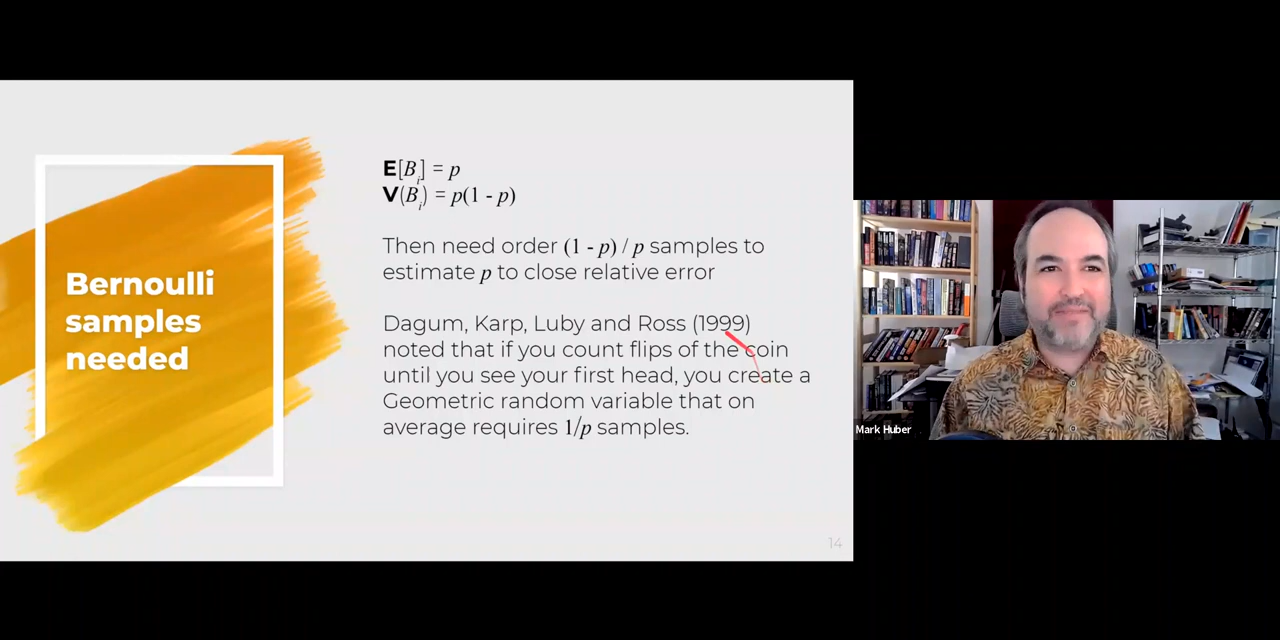 Bernoulli
samples
needed
E[B_i] = p
V(B_i) = p(1 - p)
Then need order (1 - p) / p samples to
estimate p to close relative error
Dagum, Karp, Luby and Ross (1999)
noted that if you count flips of the coin
until you see your first head, you create a
Geometric random variable that on
average requires 1/p samples.
14
Mark Huber